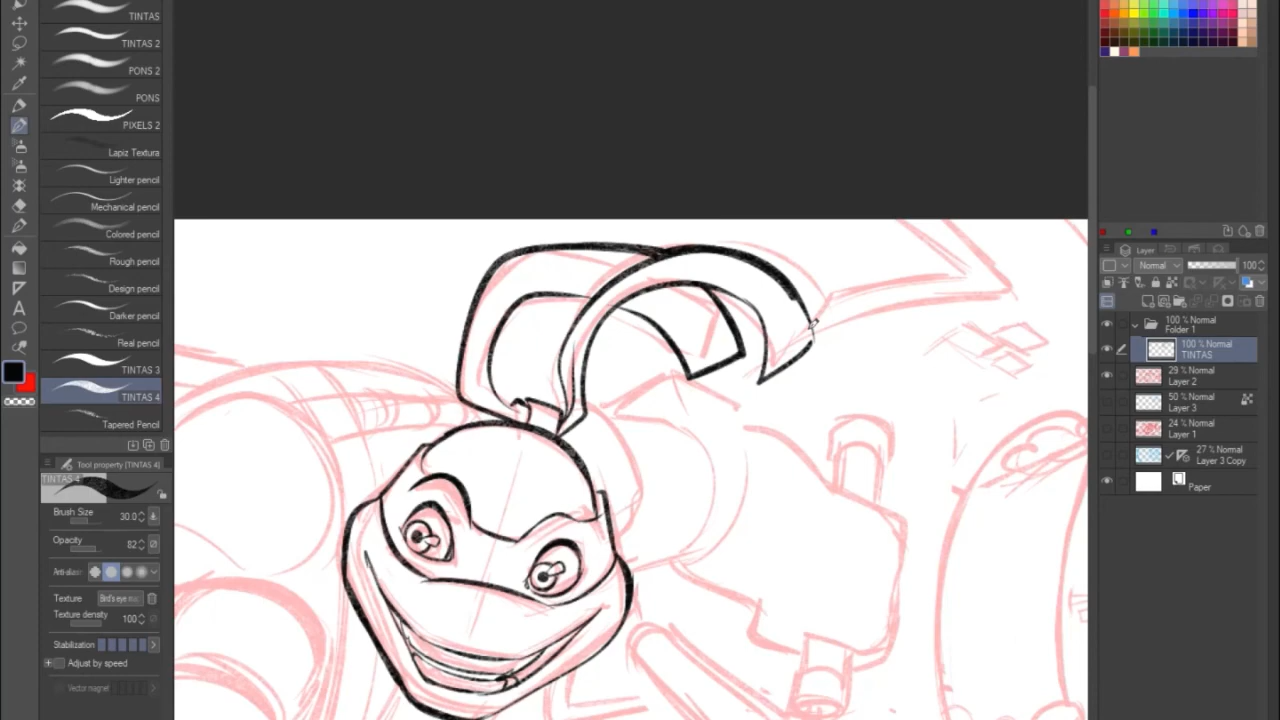 TINTAS
TINTAS 2
PONS 2
PONS
PIXELS 2
Lapiz Textura
Lighter pencil
Mechanical pencil
Colored pencil
Rough pencil
Design pencil
Darker pencil
Real pencil
TINTAS 3
TINTAS 4
Tapered Pencil
Tool property [TINTAS 4]
TINTAS 4
Brush Size 30.0
Opacity 82
Anti-alias
Texture Bird's eye
Texture density 100
Stabilization
Adjust by speed
Vector magnet
Layer
Normal 100
100 % Normal
Folder 1
100 % Normal
TINTAS
29 % Normal
Layer 2
50 % Normal
Layer 3
24 % Normal
Layer 1
27 % Normal
Layer 3 Copy
Paper